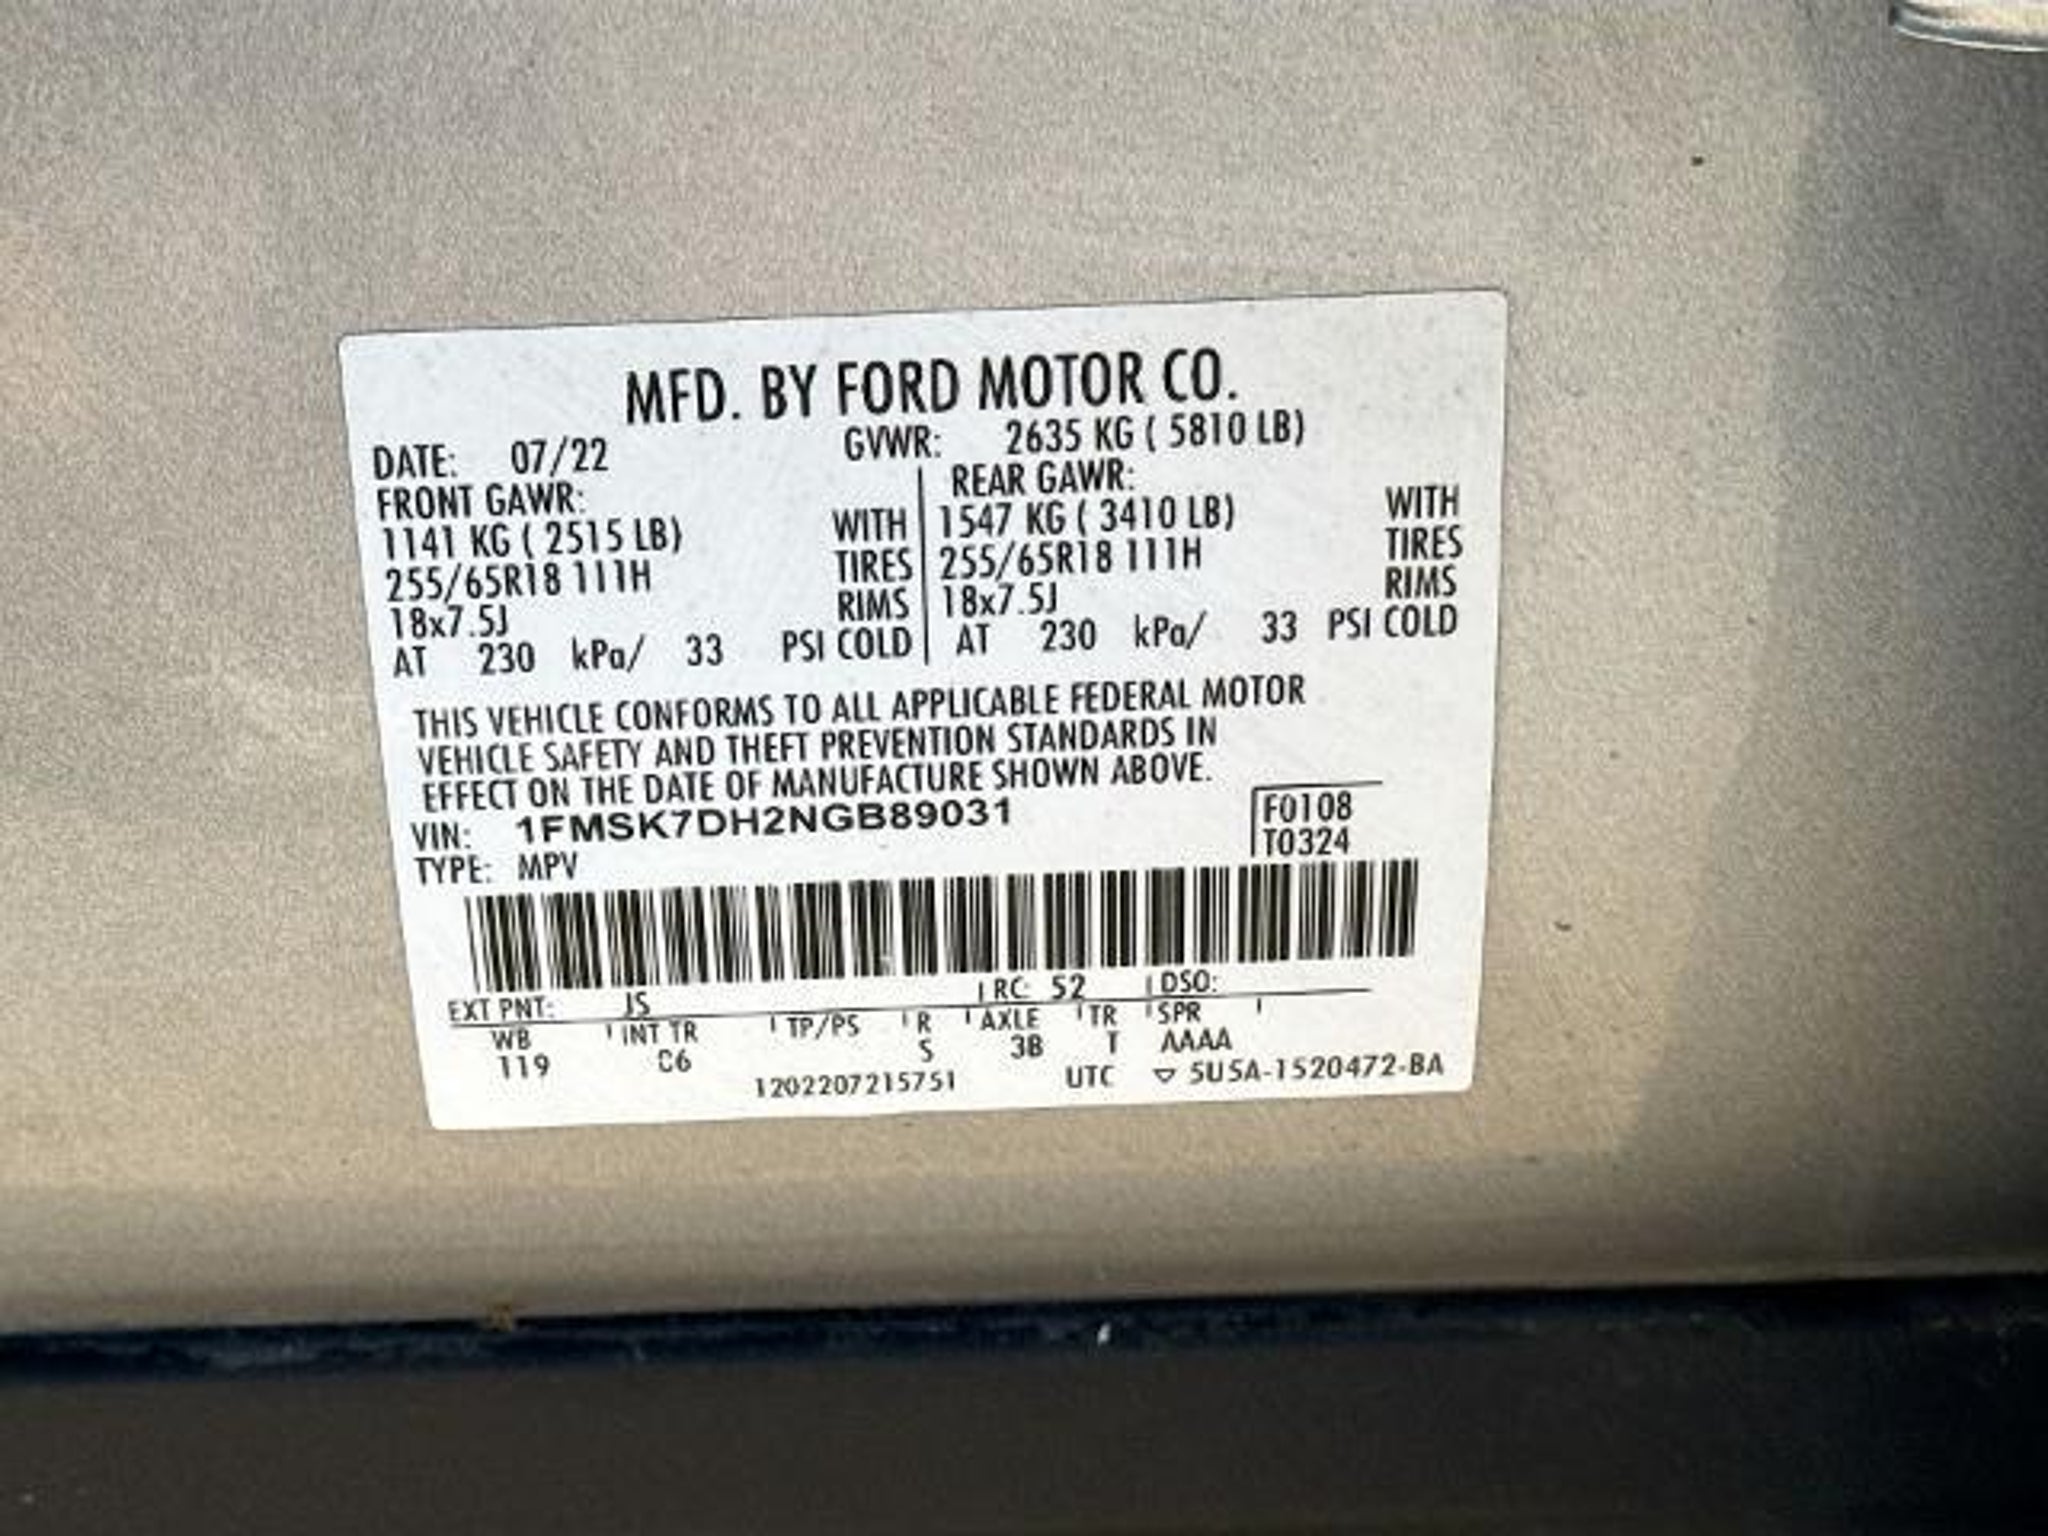 MFD. BY FORD MOTOR CO.
DATE: 07/22 GVWR: 2635 KG ( 5810 LB)
FRONT GAWR: REAR GAWR:
1141 KG ( 2515 LB) WITH 1547 KG ( 3410 LB) WITH
255/65R18 111H TIRES 255/65R18 111H TIRES
18x7.5J RIMS 18x7.5J RIMS
AT 230 kPa/ 33 PSI COLD AT 230 kPa/ 33 PSI COLD
THIS VEHICLE CONFORMS TO ALL APPLICABLE FEDERAL MOTOR
VEHICLE SAFETY AND THEFT PREVENTION STANDARDS IN
EFFECT ON THE DATE OF MANUFACTURE SHOWN ABOVE.
VIN: 1FMSK7DH2NGB89031 F0108
TYPE: MPV T0324
EXT PNT: JS RC: 52 DSO:
WB INT TR TP/PS R AXLE TR SPR
119 C6 S 3B T AAAA
1202207215751 UTC ▽ 5U5A-1520472-BA